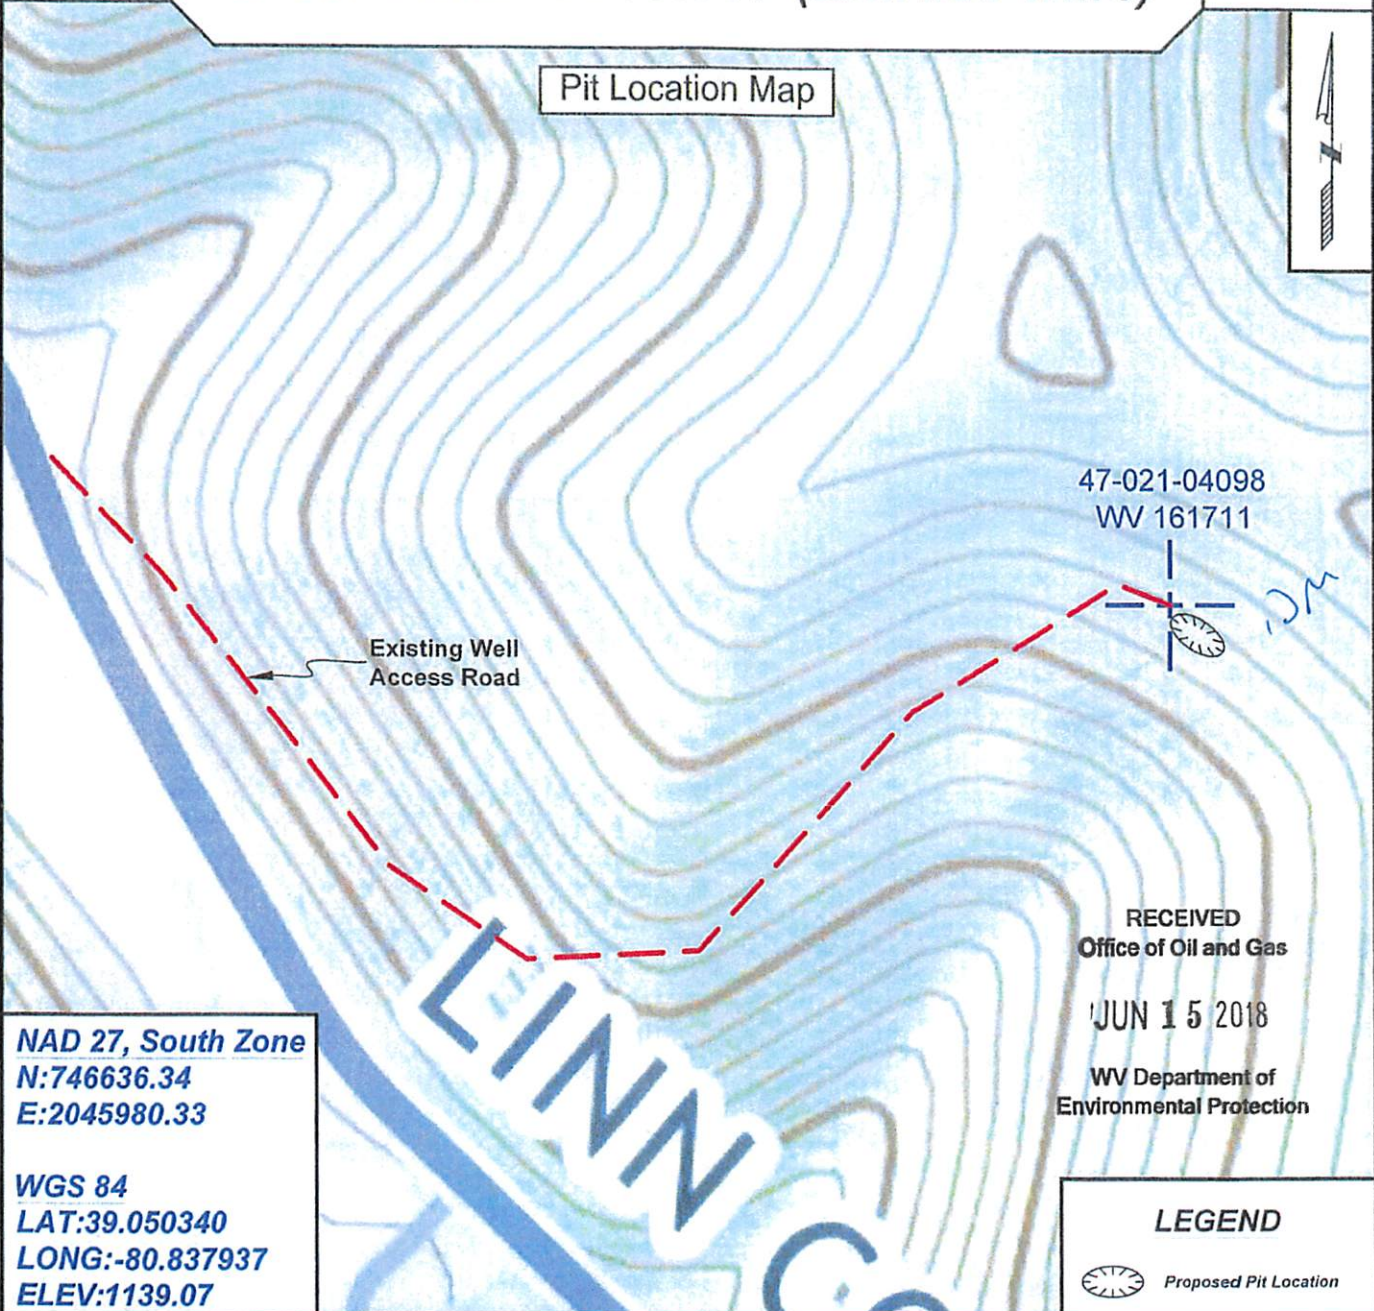 Pit Location Map
47-021-04098
WV 161711
Existing Well
Access Road
RECEIVED
Office of Oil and Gas
JUN 15 2018
WV Department of
Environmental Protection
LINN
NAD 27, South Zone
N:746636.34
E:2045980.33
WGS 84
LAT:39.050340
LONG:-80.837937
ELEV:1139.07
LEGEND
Proposed Pit Location